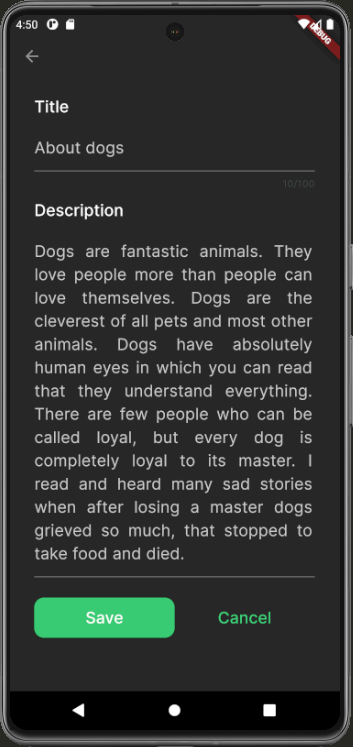 4:50
DEBUG
Title
About dogs
10/100
Description
Dogs are fantastic animals. They
love people more than people can
love themselves. Dogs are the
cleverest of all pets and most other
animals. Dogs have absolutely
human eyes in which you can read
that they understand everything.
There are few people who can be
called loyal, but every dog is
completely loyal to its master. I
read and heard many sad stories
when after losing a master dogs
grieved so much, that stopped to
take food and died.
Save
Cancel